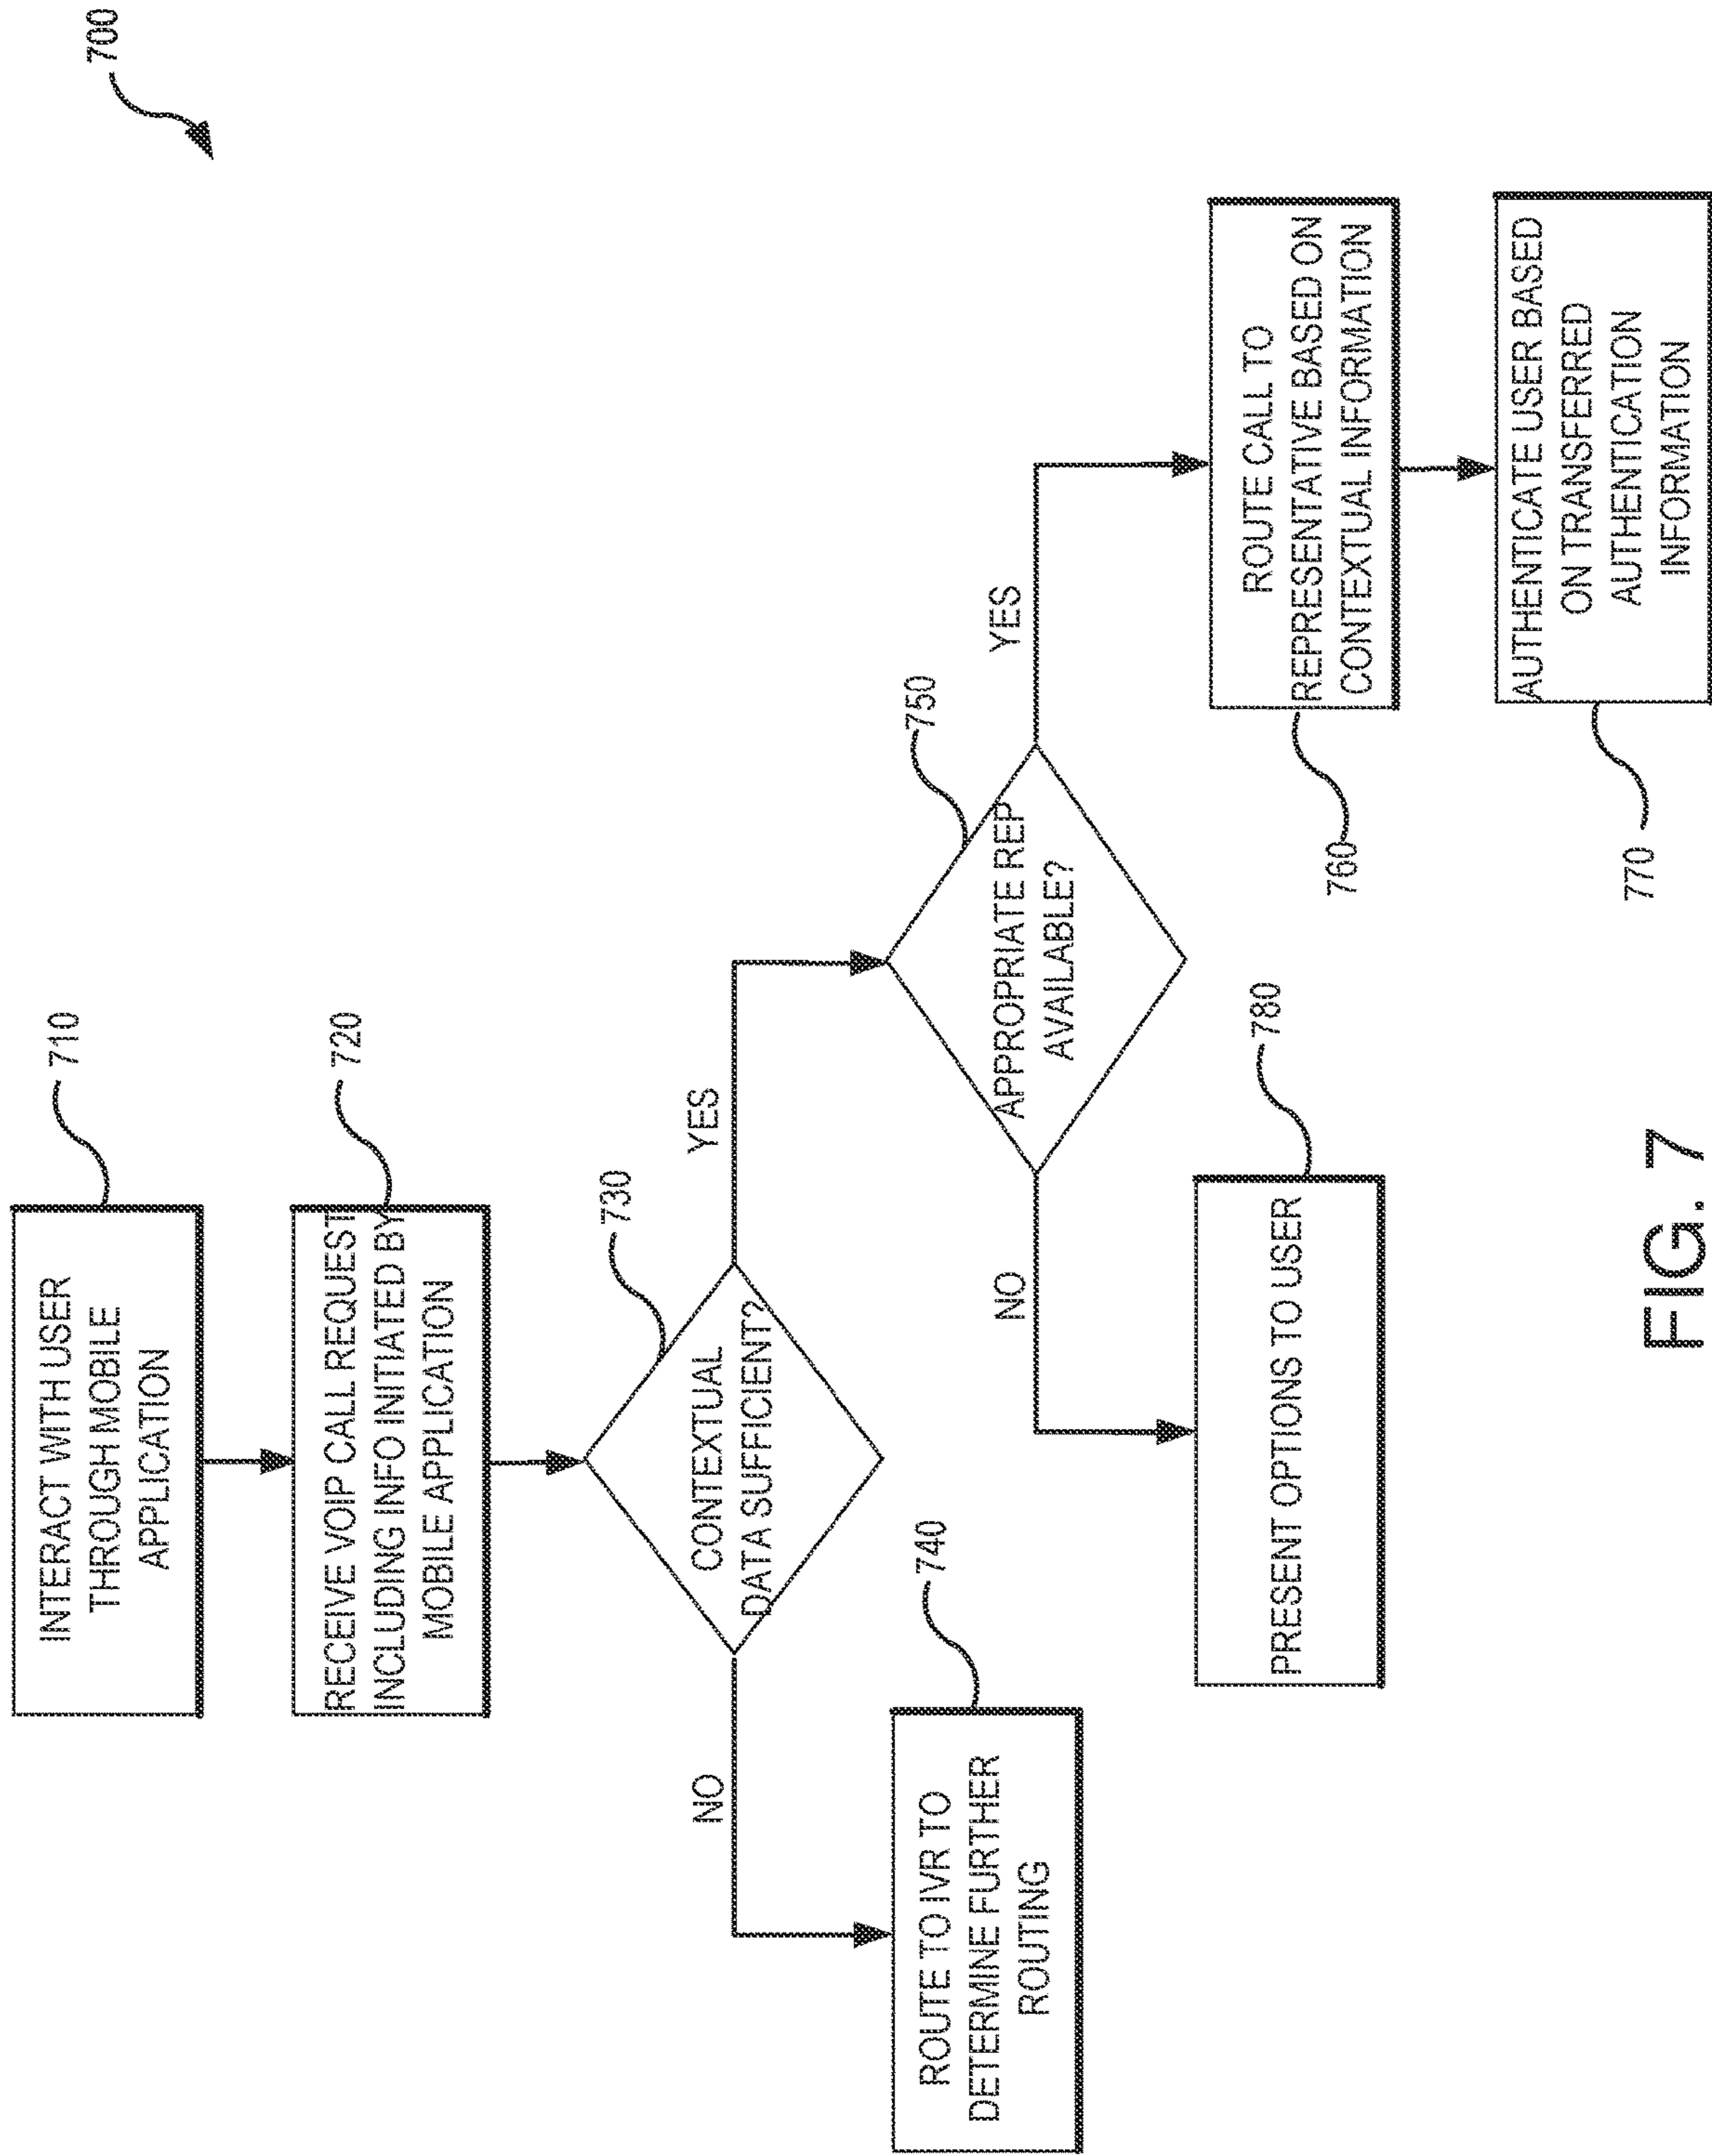 700
INTERACT WITH USER
THROUGH MOBILE
APPLICATION
710
RECEIVE VOIP CALL REQUEST
INCLUDING INFO INITIATED BY
MOBILE APPLICATION
720
CONTEXTUAL
DATA SUFFICIENT?
730
NO
YES
ROUTE TO IVR TO
DETERMINE FURTHER
ROUTING
740
APPROPRIATE REP
AVAILABLE?
750
NO
YES
PRESENT OPTIONS TO USER
780
ROUTE CALL TO
REPRESENTATIVE BASED ON
CONTEXTUAL INFORMATION
760
AUTHENTICATE USER BASED
ON TRANSFERRED
AUTHENTICATION
INFORMATION
770
FIG. 7